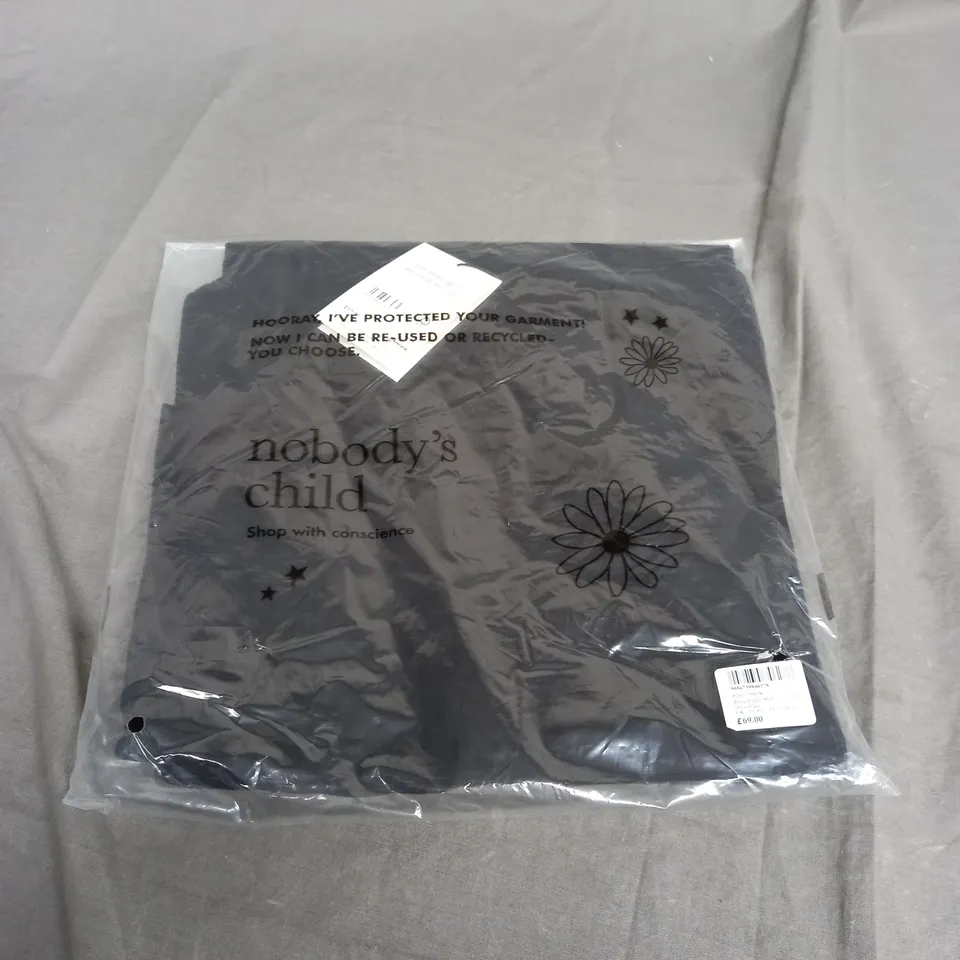 HOORAY, I'VE PROTECTED YOUR GARMENT!
NOW I CAN BE RE-USED OR RECYCLED-
YOU CHOOSE.
nobody's
child
Shop with conscience
£69.00